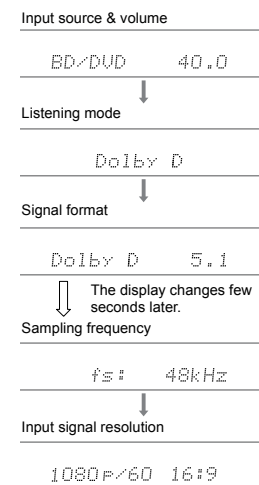 Input source & volume
BD/DVD 40.0
Listening mode
Dolby D
Signal format
Dolby D 5.1
The display changes few
seconds later.
Sampling frequency
fs: 48kHz
Input signal resolution
1080p/60 16:9